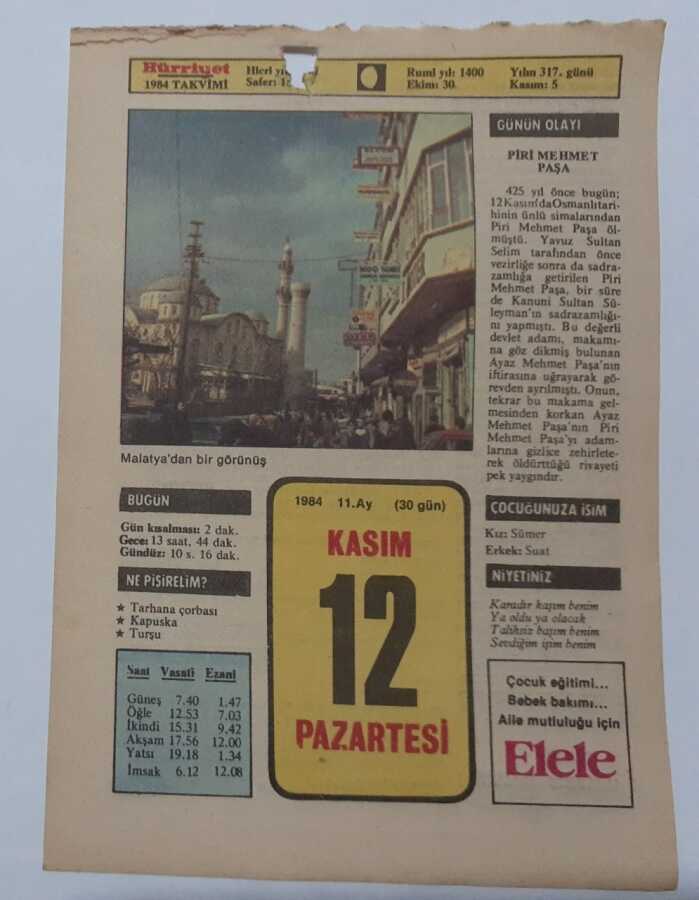 Hürriyet
1984 TAKVİMİ
Hicri
Safer:
Rumî yıl: 1400
Ekim: 30
Yılın 317. günü
Kasım: 5
Malatya'dan bir görünüş
GÜNÜN OLAYI
PİRİ MEHMET
PAŞA
425 yıl önce bugün;
12 Kasım'da Osmanlı tari-
hinin ünlü simalarından
Piri Mehmet Paşa öl-
müştü. Yavuz Sultan
Selim tarafından önce
vezirliğe sonra da sadra-
zamlığa getirilen Piri
Mehmet Paşa, bir süre
de Kanuni Sultan Sü-
leyman'ın sadrazamlığı-
nı yapmıştı. Bu değerli
devlet adamı, makamı-
na göz dikmiş bulunan
Ayaz Mehmet Paşa'nın
iftirasına uğrayarak gö-
revden ayrılmıştı. Onun,
tekrar bu makama gel-
mesinden korkan Ayaz
Mehmet Paşa'nın Piri
Mehmet Paşa'yı adam-
larına gizlice zehirlete-
rek öldürttüğü rivayeti
pek yaygındır.
BUGÜN
Gün kısalması: 2 dak.
Gece: 13 saat, 44 dak.
Gündüz: 10 s. 16 dak.
NE PİŞİRELİM?
★ Tarhana çorbası
★ Kapuska
★ Turşu
Saat Vasatî Ezanî
Güneş 7.40 1.47
Öğle 12.53 7.03
İkindi 15.31 9.42
Akşam 17.56 12.00
Yatsı 19.18 1.34
İmsak 6.12 12.08
1984 11.Ay (30 gün)
KASIM
12
PAZARTESİ
ÇOCUĞUNUZA İSİM
Kız: Sümer
Erkek: Suat
NİYETİNİZ
Karadır kaşım benim
Ya oldu ya olacak
Talihsiz başım benim
Sevdiğim işim benim
Çocuk eğitimi...
Bebek bakımı...
Aile mutluluğu için
Elele